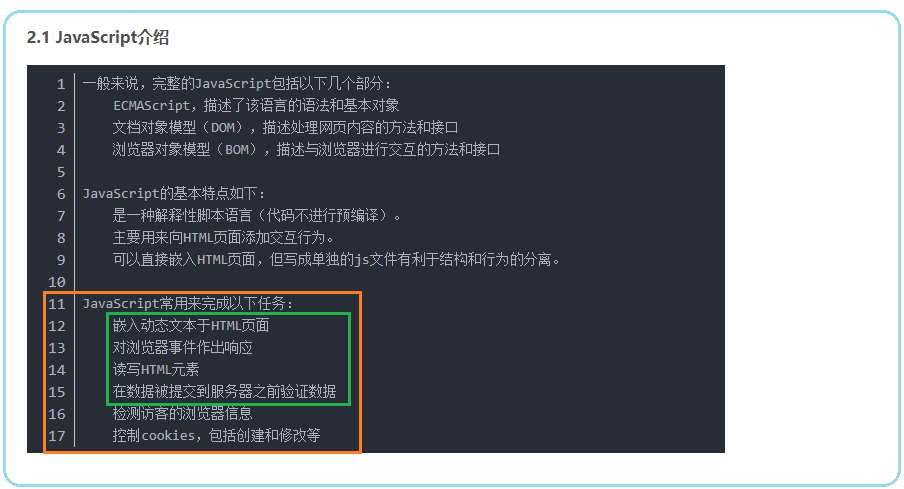 2.1 JavaScript介绍
1 一般来说，完整的JavaScript包括以下几个部分：
2 ECMAScript，描述了该语言的语法和基本对象
3 文档对象模型（DOM），描述处理网页内容的方法和接口
4 浏览器对象模型（BOM），描述与浏览器进行交互的方法和接口
5
6 JavaScript的基本特点如下：
7 是一种解释性脚本语言（代码不进行预编译）。
8 主要用来向HTML页面添加交互行为。
9 可以直接嵌入HTML页面，但写成单独的js文件有利于结构和行为的分离。
10
11 JavaScript常用来完成以下任务：
12 嵌入动态文本于HTML页面
13 对浏览器事件作出响应
14 读写HTML元素
15 在数据被提交到服务器之前验证数据
16 检测访客的浏览器信息
17 控制cookies，包括创建和修改等